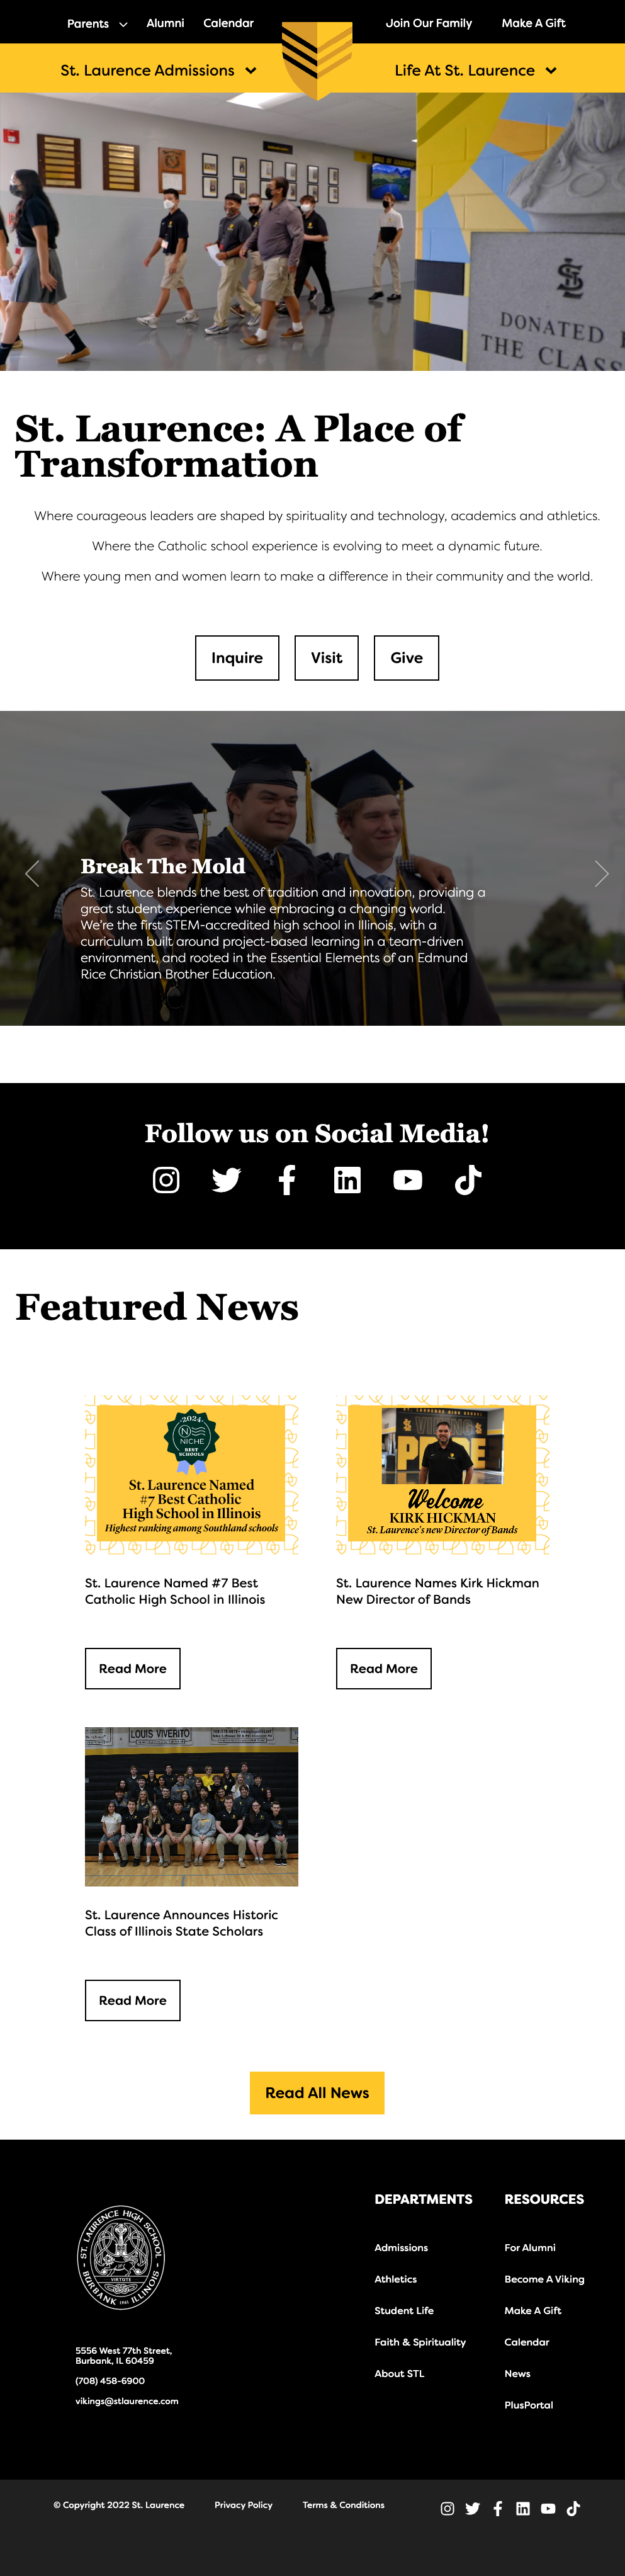 Parents
Alumni
Calendar
Join Our Family
Make A Gift
St. Laurence Admissions
Life At St. Laurence
DONATED
THE CLASS
St. Laurence: A Place of
Transformation
Where courageous leaders are shaped by spirituality and technology, academics and athletics.
Where the Catholic school experience is evolving to meet a dynamic future.
Where young men and women learn to make a difference in their community and the world.
Inquire
Visit
Give
Break The Mold
St. Laurence blends the best of tradition and innovation, providing a
great student experience while embracing a changing world.
We're the first STEM-accredited high school in Illinois, with a
curriculum built around project-based learning in a team-driven
environment, and rooted in the Essential Elements of an Edmund
Rice Christian Brother Education.
Follow us on Social Media!
Featured News
2024
NICHE
BEST
SCHOOLS
St. Laurence Named
#7 Best Catholic
High School in Illinois
Highest ranking among Southland schools
PRIDE
Welcome
KIRK HICKMAN
St. Laurence's new Director of Bands
St. Laurence Named #7 Best
Catholic High School in Illinois
St. Laurence Names Kirk Hickman
New Director of Bands
Read More
Read More
LOUIS VIVERITO
St. Laurence Announces Historic
Class of Illinois State Scholars
Read More
Read All News
ST. LAURENCE HIGH SCHOOL
VIRTUTE
BURBANK ILLINOIS
5556 West 77th Street,
Burbank, IL 60459
(708) 458-6900
vikings@stlaurence.com
DEPARTMENTS
Admissions
Athletics
Student Life
Faith & Spirituality
About STL
RESOURCES
For Alumni
Become A Viking
Make A Gift
Calendar
News
PlusPortal
© Copyright 2022 St. Laurence
Privacy Policy
Terms & Conditions